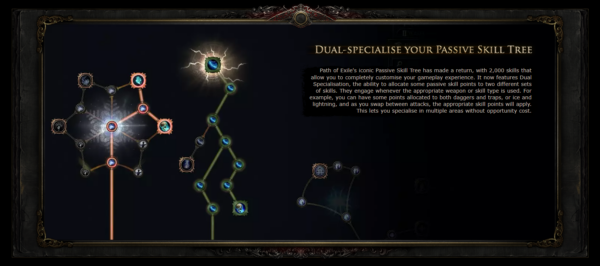 DUAL-SPECIALISE YOUR PASSIVE SKILL TREE
Path of Exile's iconic Passive Skill Tree has made a return, with 2,000 skills that
allow you to completely customise your gameplay experience. It now features Dual
Specialisation, the ability to allocate some passive skill points to two different sets
of skills. They engage whenever the appropriate weapon or skill type is used. For
example, you can have some points allocated to both daggers and traps, or ice and
lightning, and as you swap between attacks, the appropriate skill points will apply.
This lets you specialise in multiple areas without opportunity cost.